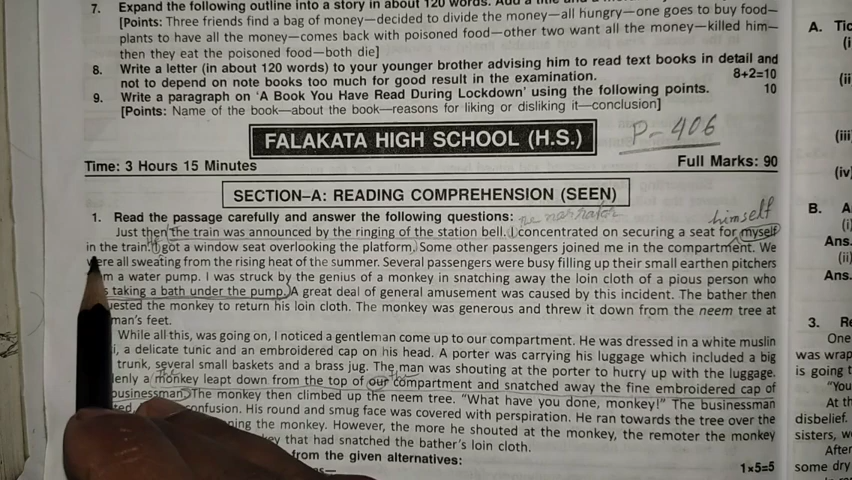 7. Expand the following outline into a story in about 120 words. Add a title and
[Points: Three friends find a bag of money—decided to divide the money—all hungry—one goes to buy food—
plants to have all the money—comes back with poisoned food—other two want all the money—killed him—
then they eat the poisoned food—both die]
8. Write a letter (in about 120 words) to your younger brother advising him to read text books in detail and
not to depend on note books too much for good result in the examination. 8+2=10
9. Write a paragraph on 'A Book You Have Read During Lockdown' using the following points. 10
[Points: Name of the book—about the book—reasons for liking or disliking it—conclusion]
FALAKATA HIGH SCHOOL (H.S.) P-406
Time: 3 Hours 15 Minutes Full Marks: 90
SECTION–A: READING COMPREHENSION (SEEN)
1. Read the passage carefully and answer the following questions: the narrator himself
Just then the train was announced by the ringing of the station bell. I concentrated on securing a seat for myself
in the train. I got a window seat overlooking the platform. Some other passengers joined me in the compartment. We
were all sweating from the rising heat of the summer. Several passengers were busy filling up their small earthen pitchers
m a water pump. I was struck by the genius of a monkey in snatching away the loin cloth of a pious person who
s taking a bath under the pump. A great deal of general amusement was caused by this incident. The bather then
uested the monkey to return his loin cloth. The monkey was generous and threw it down from the neem tree at
man's feet.
While all this, was going on, I noticed a gentleman come up to our compartment. He was dressed in a white muslin
i, a delicate tunic and an embroidered cap on his head. A porter was carrying his luggage which included a big
trunk, several small baskets and a brass jug. The man was shouting at the porter to hurry up with the luggage.
denly a monkey leapt down from the top of our compartment and snatched away the fine embroidered cap of
businessman. The monkey then climbed up the neem tree. "What have you done, monkey!" The businessman
ted confusion. His round and smug face was covered with perspiration. He ran towards the tree over the
ning the monkey. However, the more he shouted at the monkey, the remoter the monkey
key that had snatched the bather's loin cloth.
from the given alternatives: 1x5=5
A. Tic
(i
(ii
(iii)
(iv)
B. A
(i)
Ans.
(ii)
Ans.
3. Re
was wrap
is going t
"You
At th
disbelief.
sisters, w
After
some dry